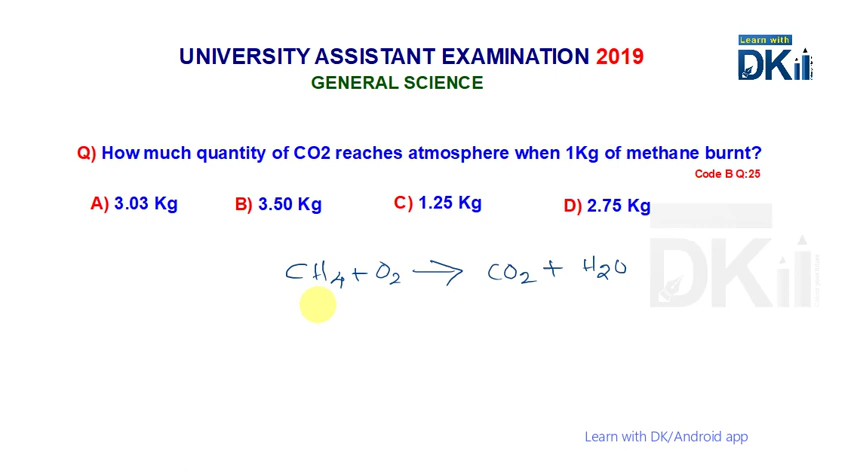 Learn with
DK
UNIVERSITY ASSISTANT EXAMINATION 2019
GENERAL SCIENCE
Q) How much quantity of CO2 reaches atmosphere when 1Kg of methane burnt?
Code B Q:25
A) 3.03 Kg B) 3.50 Kg C) 1.25 Kg D) 2.75 Kg
DK
CH4 + O2 → CO2 + H2O
Learn with DK/Android app